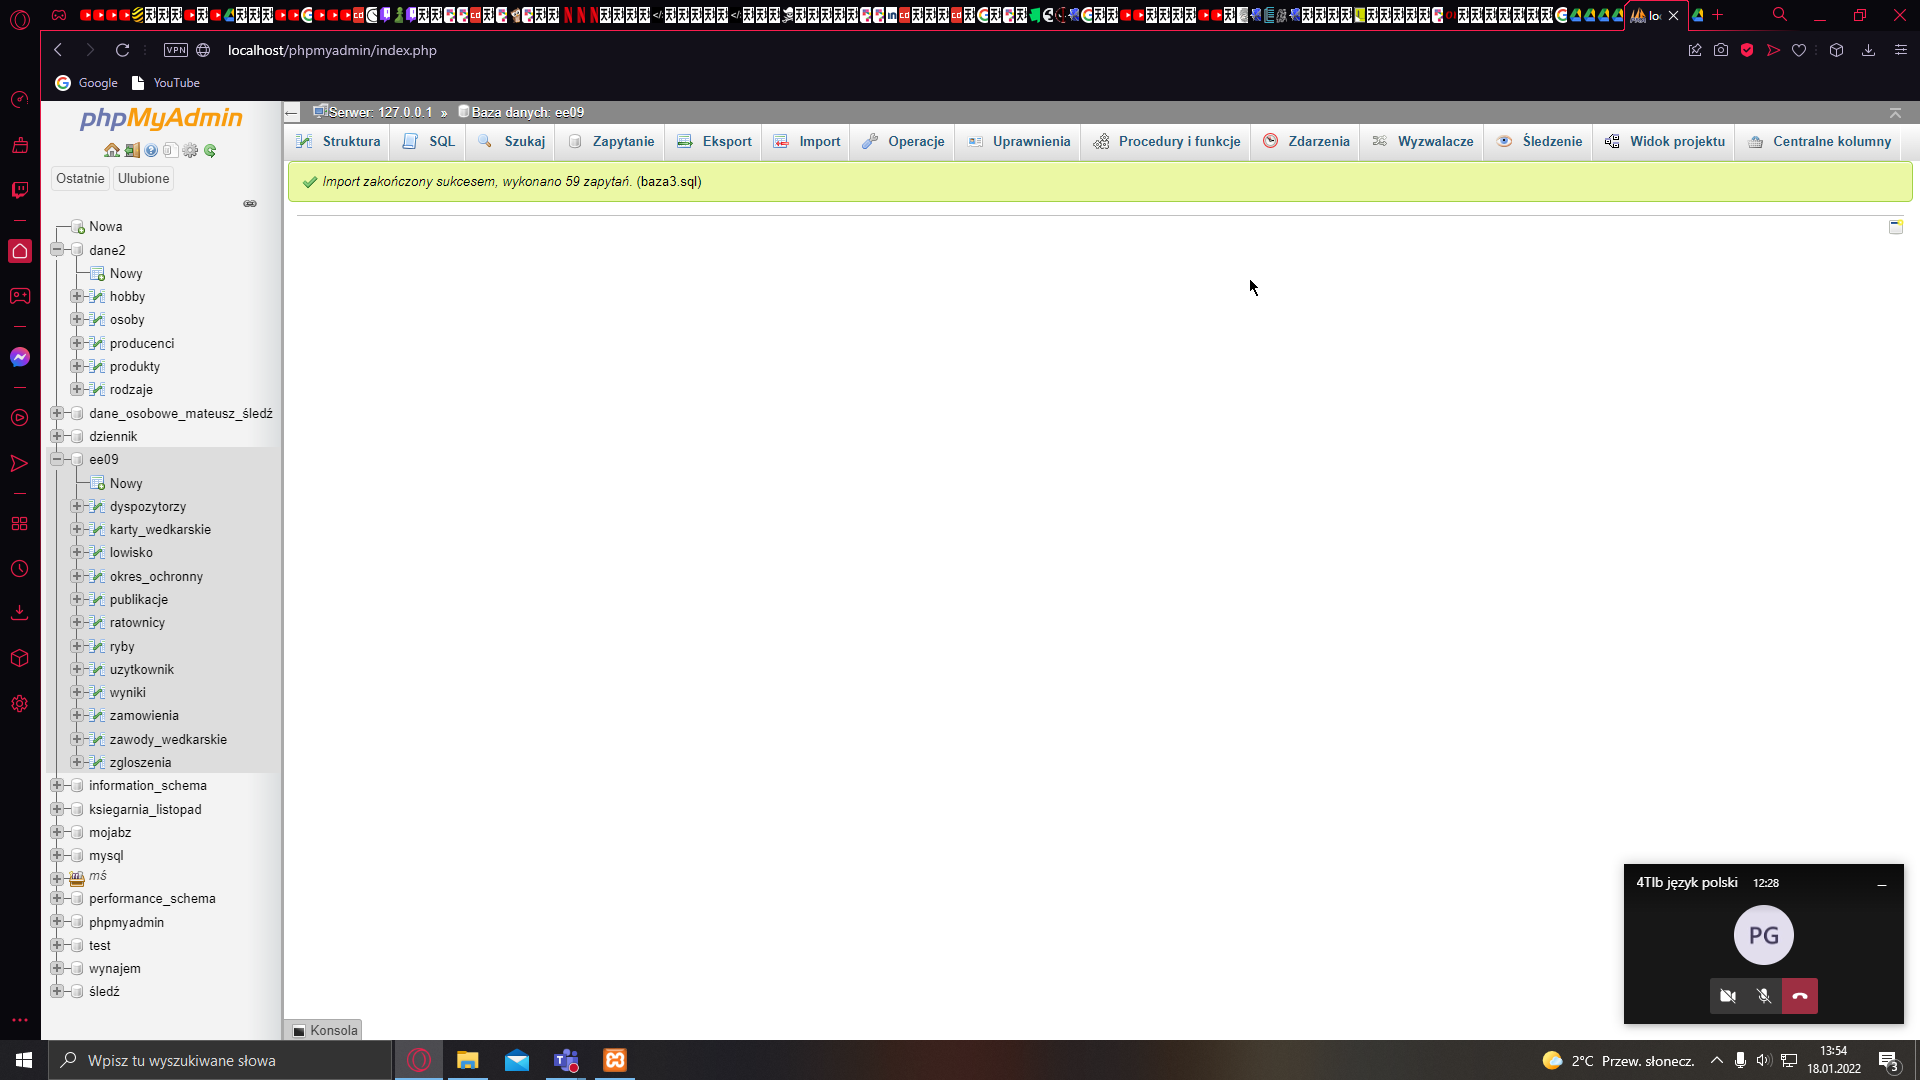 lo
VPN
localhost/phpmyadmin/index.php
Google
YouTube
phpMyAdmin
Ostatnie
Ulubione
Nowa
dane2
Nowy
hobby
osoby
producenci
produkty
rodzaje
dane_osobowe_mateusz_śledź
dziennik
ee09
Nowy
dyspozytorzy
karty_wedkarskie
lowisko
okres_ochronny
publikacje
ratownicy
ryby
uzytkownik
wyniki
zamowienia
zawody_wedkarskie
zgloszenia
information_schema
ksiegarnia_listopad
mojabz
mysql
mś
performance_schema
phpmyadmin
test
wynajem
śledź
Serwer: 127.0.0.1 » Baza danych: ee09
Struktura
SQL
Szukaj
Zapytanie
Eksport
Import
Operacje
Uprawnienia
Procedury i funkcje
Zdarzenia
Wyzwalacze
Śledzenie
Widok projektu
Centralne kolumny
Import zakończony sukcesem, wykonano 59 zapytań. (baza3.sql)
Konsola
4TIb język polski 12:28
PG
Wpisz tu wyszukiwane słowa
2°C Przew. słonecz.
13:54
18.01.2022
3